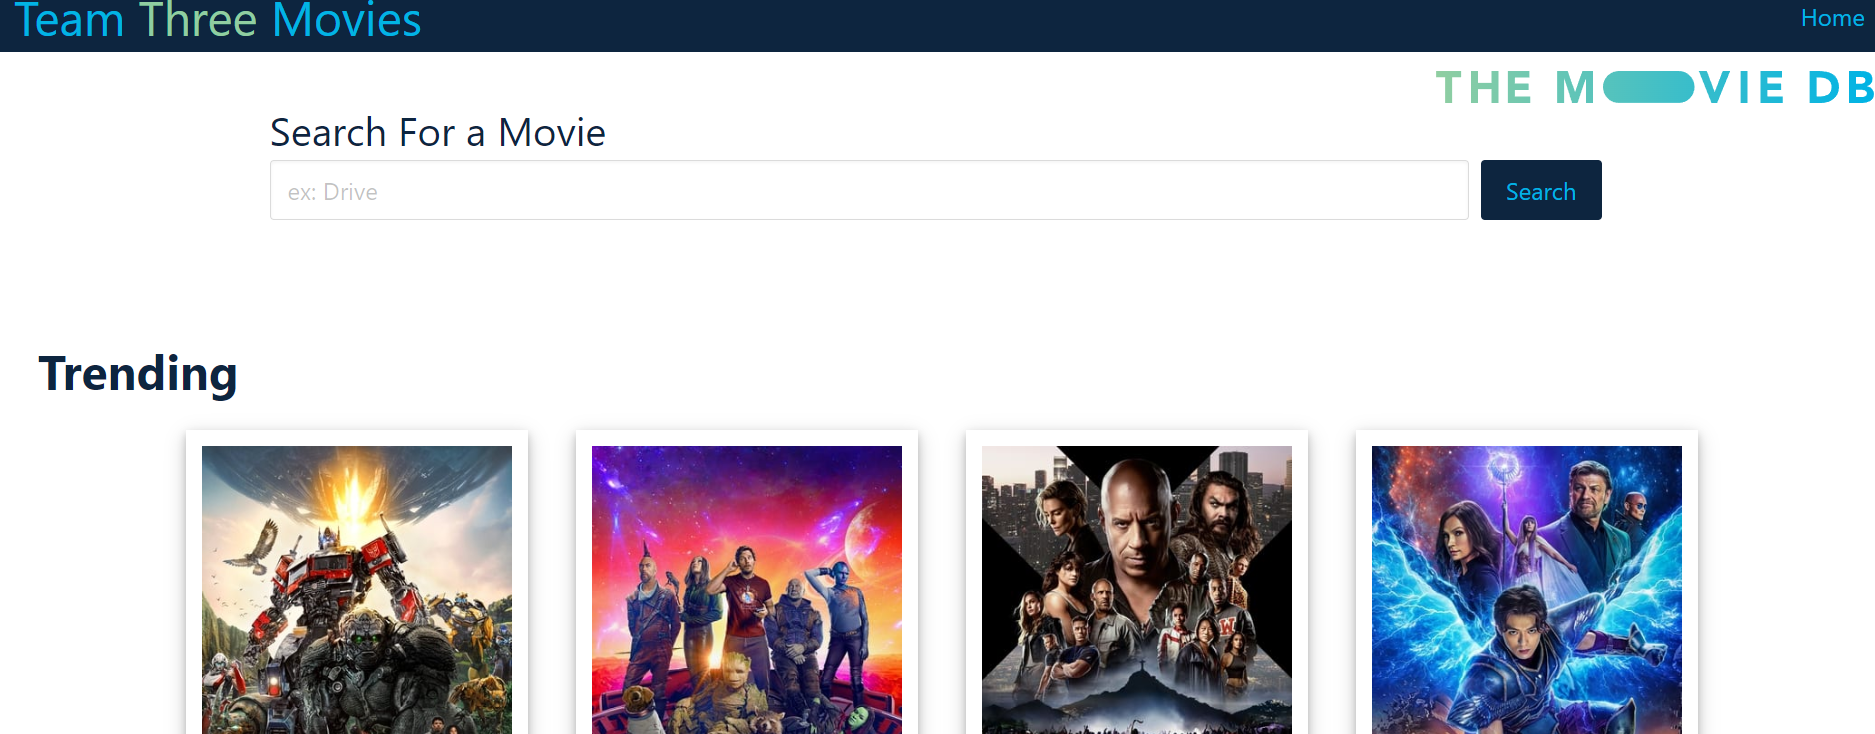 Team Three Movies
Home
THE MOVIE DB
Search For a Movie
ex: Drive
Search
Trending
W